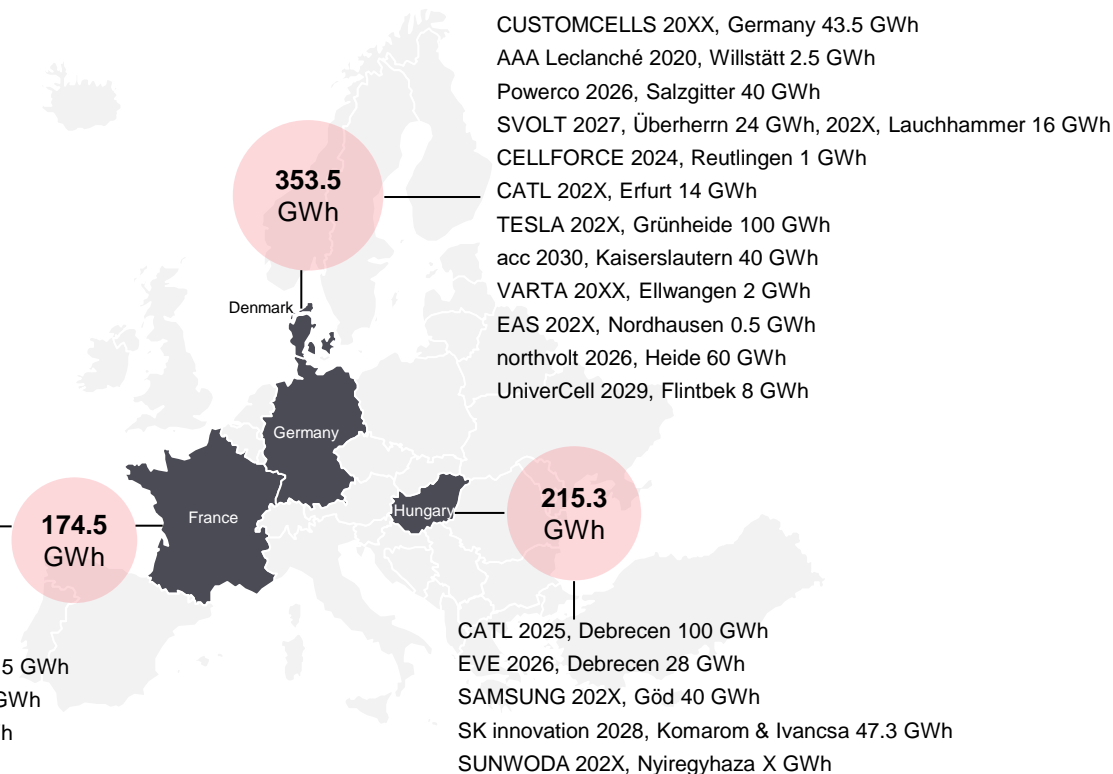 CUSTOMCELLS 20XX, Germany 43.5 GWh
AAA Leclanché 2020, Willstätt 2.5 GWh
Powerco 2026, Salzgitter 40 GWh
SVOLT 2027, Überherrn 24 GWh, 202X, Lauchhammer 16 GWh
CELLFORCE 2024, Reutlingen 1 GWh
CATL 202X, Erfurt 14 GWh
TESLA 202X, Grünheide 100 GWh
acc 2030, Kaiserslautern 40 GWh
VARTA 20XX, Ellwangen 2 GWh
EAS 202X, Nordhausen 0.5 GWh
northvolt 2026, Heide 60 GWh
UniverCell 2029, Flintbek 8 GWh
353.5
GWh
Denmark
Germany
France
Hungary
174.5
GWh
215.3
GWh
5 GWh
GWh
h
CATL 2025, Debrecen 100 GWh
EVE 2026, Debrecen 28 GWh
SAMSUNG 202X, Göd 40 GWh
SK innovation 2028, Komarom & Ivancsa 47.3 GWh
SUNWODA 202X, Nyiregyhaza X GWh